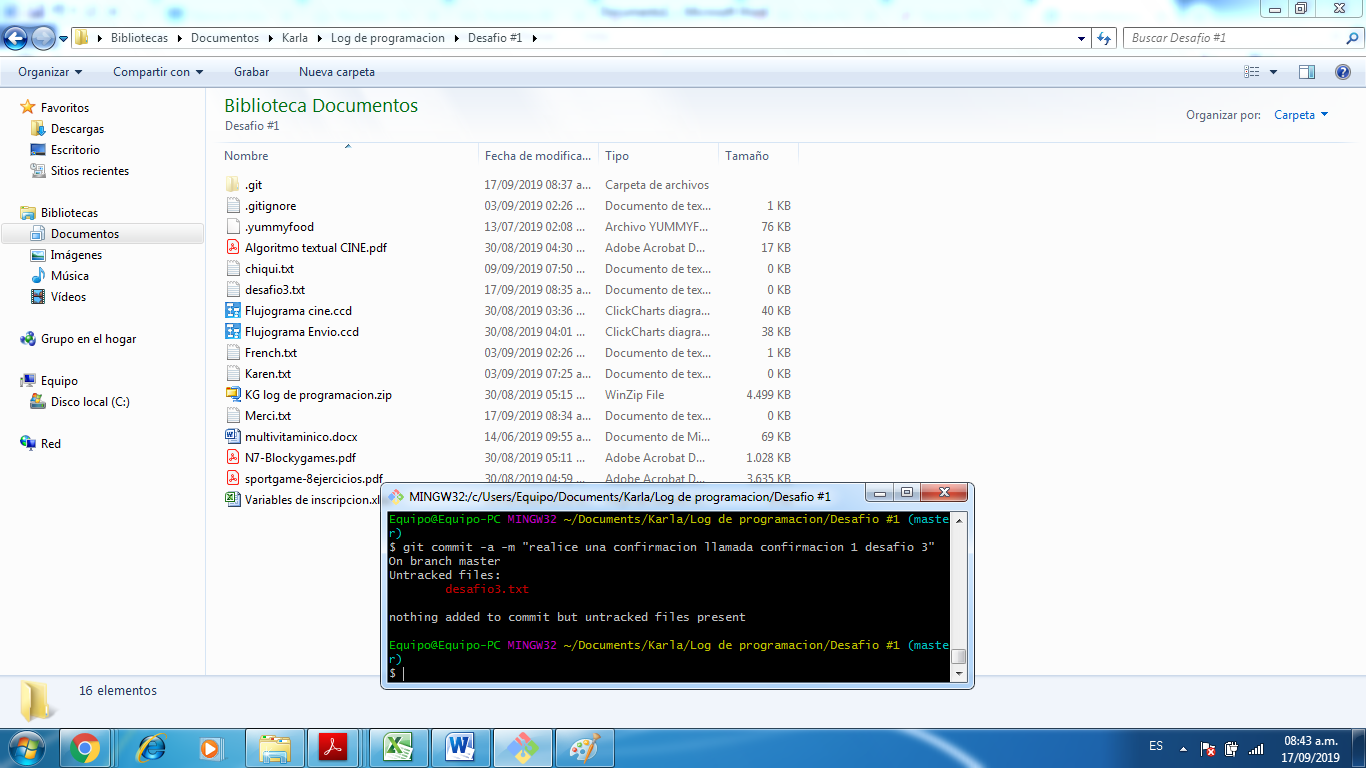 Bibliotecas Documentos Karla Log de programacion Desafio #1
Buscar Desafio #1
Organizar Compartir con Grabar Nueva carpeta
Favoritos
Descargas
Escritorio
Sitios recientes
Bibliotecas
Documentos
Imágenes
Música
Vídeos
Grupo en el hogar
Equipo
Disco local (C:)
Red
Biblioteca Documentos
Desafio #1
Organizar por: Carpeta
Nombre Fecha de modifica... Tipo Tamaño
.git 17/09/2019 08:37 a... Carpeta de archivos
.gitignore 03/09/2019 02:26 ... Documento de tex... 1 KB
.yummyfood 13/07/2019 02:08 ... Archivo YUMMYF... 76 KB
Algoritmo textual CINE.pdf 30/08/2019 04:30 ... Adobe Acrobat D... 17 KB
chiqui.txt 09/09/2019 07:50 ... Documento de tex... 0 KB
desafio3.txt 17/09/2019 08:35 a... Documento de tex... 0 KB
Flujograma cine.ccd 30/08/2019 03:36 ... ClickCharts diagra... 40 KB
Flujograma Envio.ccd 30/08/2019 04:01 ... ClickCharts diagra... 38 KB
French.txt 03/09/2019 02:26 ... Documento de tex... 1 KB
Karen.txt 03/09/2019 07:25 a... Documento de tex... 0 KB
KG log de programacion.zip 30/08/2019 05:15 ... WinZip File 4.499 KB
Merci.txt 17/09/2019 08:34 a... Documento de tex... 0 KB
multivitaminico.docx 14/06/2019 09:55 a... Documento de Mi... 69 KB
N7-Blockygames.pdf 30/08/2019 05:11 ... Adobe Acrobat D... 1.028 KB
sportgame-8ejercicios.pdf 30/08/2019 04:59 ... Adobe Acrobat D... 3.635 KB
Variables de inscripcion.xl
MINGW32:/c/Users/Equipo/Documents/Karla/Log de programacion/Desafio #1
Equipo@Equipo-PC MINGW32 ~/Documents/Karla/Log de programacion/Desafio #1 (maste
r)
$ git commit -a -m "realice una confirmacion llamada confirmacion 1 desafio 3"
On branch master
Untracked files:
desafio3.txt
nothing added to commit but untracked files present
Equipo@Equipo-PC MINGW32 ~/Documents/Karla/Log de programacion/Desafio #1 (maste
r)
$
16 elementos
ES
08:43 a.m.
17/09/2019